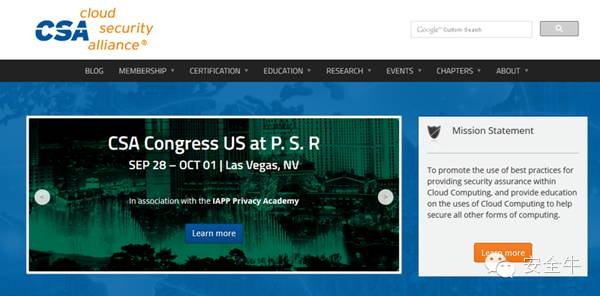 cloud
CSA security
alliance®
Google™ Custom Search
BLOG MEMBERSHIP CERTIFICATION EDUCATION RESEARCH EVENTS CHAPTERS ABOUT
CSA Congress US at P. S. R
SEP 28 – OCT 01 | Las Vegas, NV
In association with the IAPP Privacy Academy
Learn more
Mission Statement
To promote the use of best practices for
providing security assurance within
Cloud Computing, and provide education
on the uses of Cloud Computing to help
secure all other forms of computing.
Learn more
安全牛